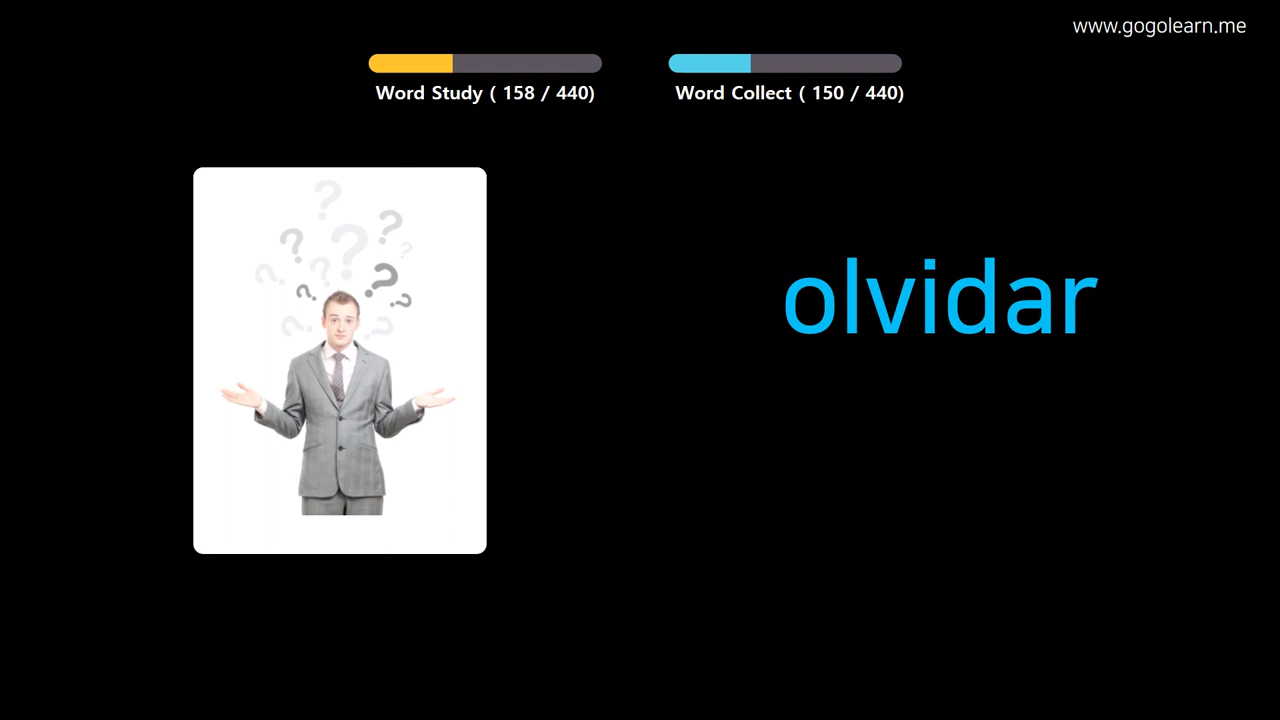 www.gogolearn.me
Word Study ( 158 / 440)
Word Collect ( 150 / 440)
? ? ? ? ? ? ? ? ? ? ? ? ?
olvidar